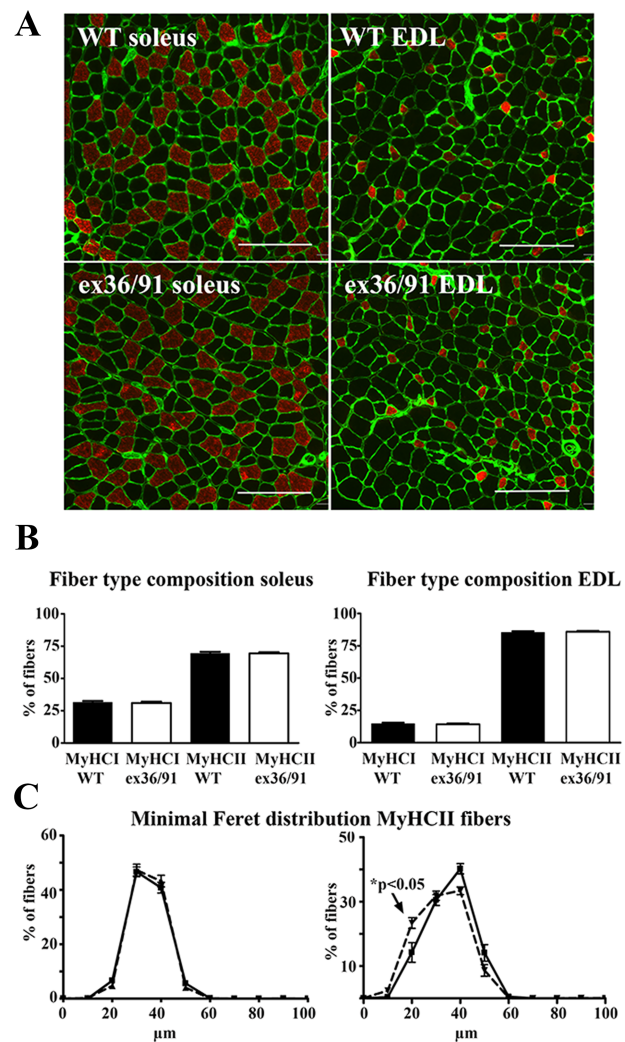 A
WT soleus
WT EDL
ex36/91 soleus
ex36/91 EDL
B
Fiber type composition soleus
Fiber type composition EDL
% of fibers
100
75
50
25
0
MyHCI MyHCI MyHCII MyHCII
WT ex36/91 WT ex36/91
% of fibers
100
75
50
25
0
MyHCI MyHCI MyHCII MyHCII
WT ex36/91 WT ex36/91
C
Minimal Feret distribution MyHCII fibers
% of fibers
60
40
20
0
0 20 40 60 80 100
µm
% of fibers
50
30
10
*p<0.05
0 20 40 60 80 100
µm